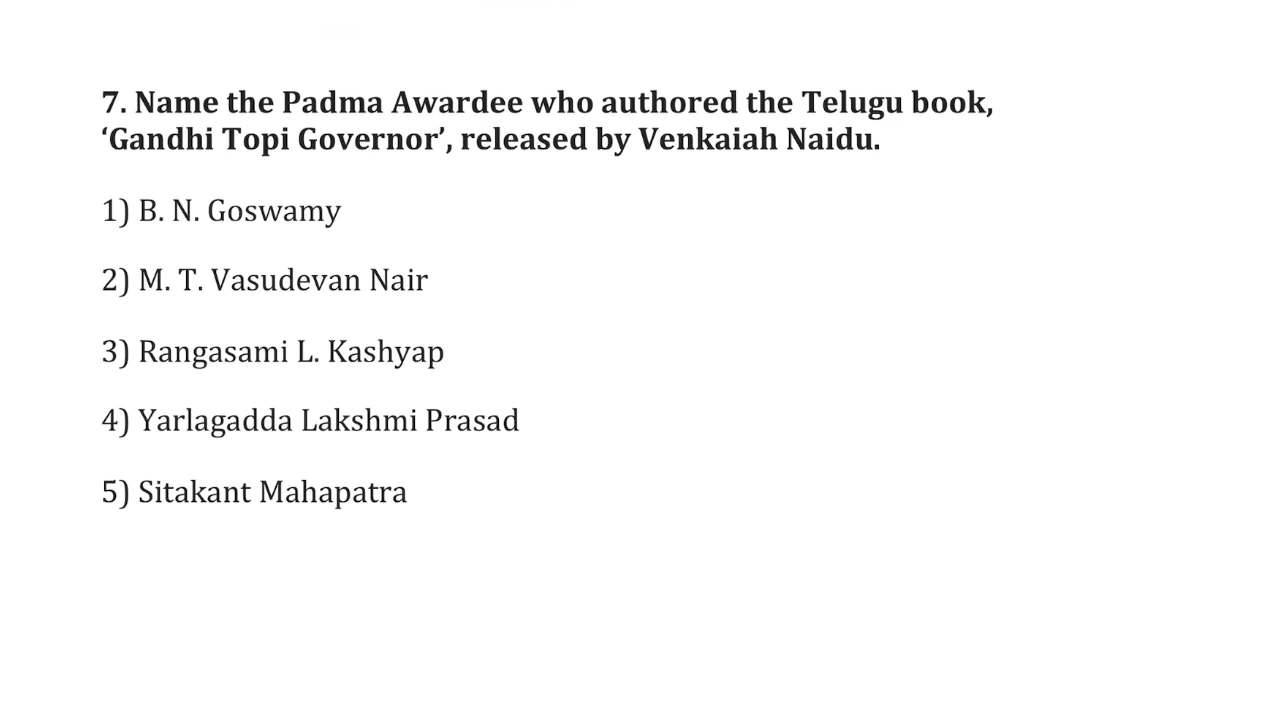 7. Name the Padma Awardee who authored the Telugu book,
‘Gandhi Topi Governor’, released by Venkaiah Naidu.
1) B. N. Goswamy
2) M. T. Vasudevan Nair
3) Rangasami L. Kashyap
4) Yarlagadda Lakshmi Prasad
5) Sitakant Mahapatra